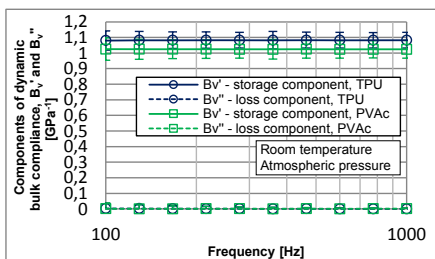 Components of dynamic
bulk compliance, Bv' and Bv''
[GPa-1]
1,2
1,1
1
0,9
0,8
0,7
0,6
0,5
0,4
0,3
0,2
0,1
0
Bv' - storage component, TPU
Bv'' - loss component, TPU
Bv' - storage component, PVAc
Bv'' - loss component, PVAc
Room temperature
Atmospheric pressure
100
1000
Frequency [Hz]